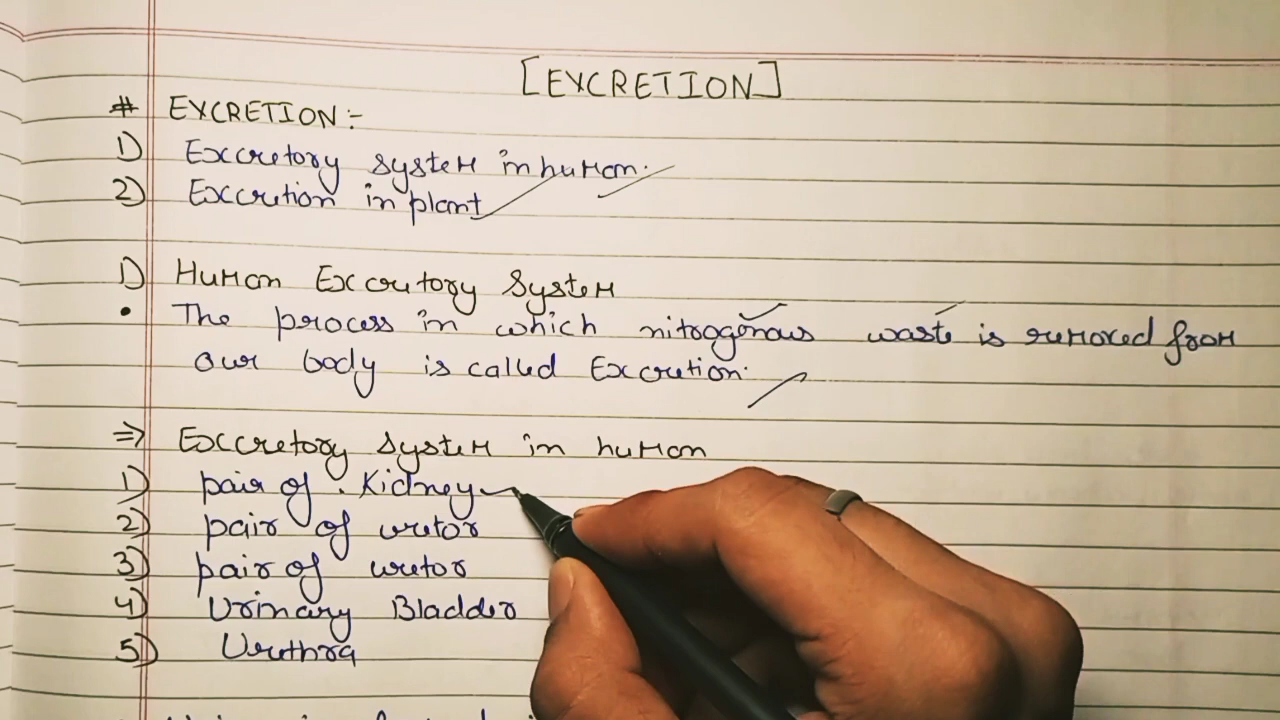 [EXCRETION]
# EXCRETION :-
1) Excretory system in human.
2) Excretion in plant
1) Human Excretory System
• The process in which nitrogenous waste is removed from
our body is called Excretion.
⇒ Excretory System in human
1) pair of Kidney
2) pair of uretor
3) pair of uretor
4) Urinary Bladder
5) Urethra